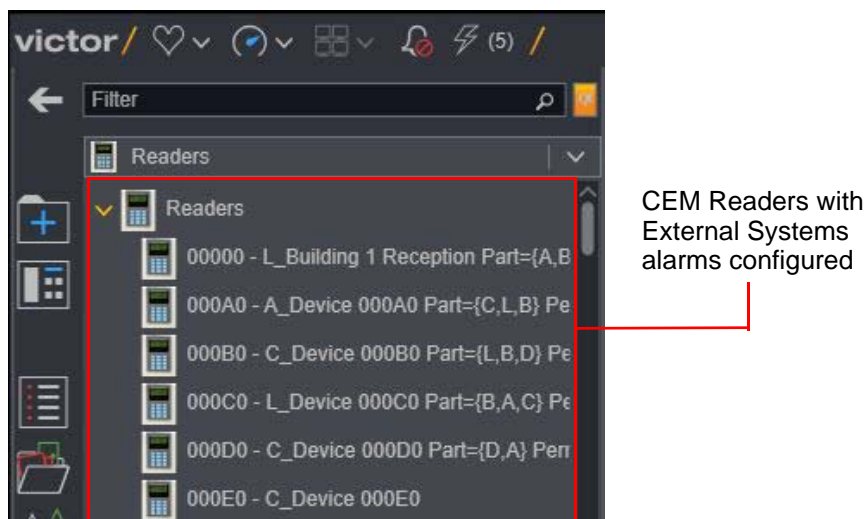 victor/ (5) /
Filter
Readers
Readers
00000 - L_Building 1 Reception Part={A,B
000A0 - A_Device 000A0 Part={C,L,B} Pe
000B0 - C_Device 000B0 Part={L,B,D} Pe
000C0 - L_Device 000C0 Part={B,A,C} Pe
000D0 - C_Device 000D0 Part={D,A} Perr
000E0 - C_Device 000E0
CEM Readers with
External Systems
alarms configured